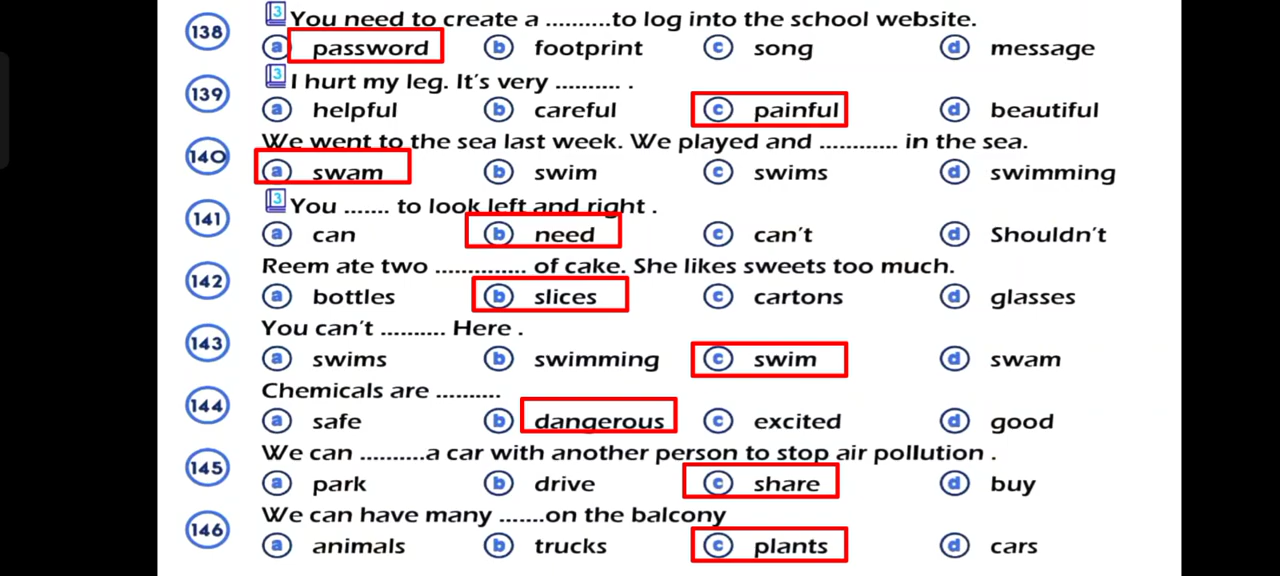 138 3 You need to create a ..........to log into the school website.
a password b footprint c song d message
139 3 I hurt my leg. It's very .......... .
a helpful b careful c painful d beautiful
140 We went to the sea last week. We played and ............ in the sea.
a swam b swim c swims d swimming
141 3 You ....... to look left and right .
a can b need c can't d Shouldn't
142 Reem ate two .............. of cake. She likes sweets too much.
a bottles b slices c cartons d glasses
143 You can't .......... Here .
a swims b swimming c swim d swam
144 Chemicals are ..........
a safe b dangerous c excited d good
145 We can ..........a car with another person to stop air pollution .
a park b drive c share d buy
146 We can have many .......on the balcony
a animals b trucks c plants d cars